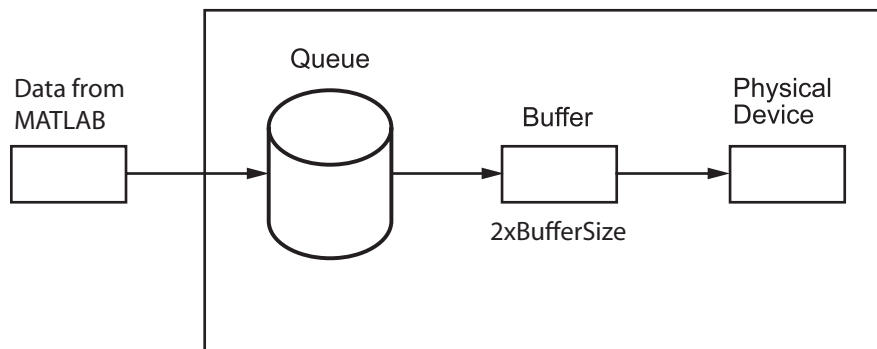 Queue
Data from
MATLAB
Buffer
Physical
Device
2xBufferSize